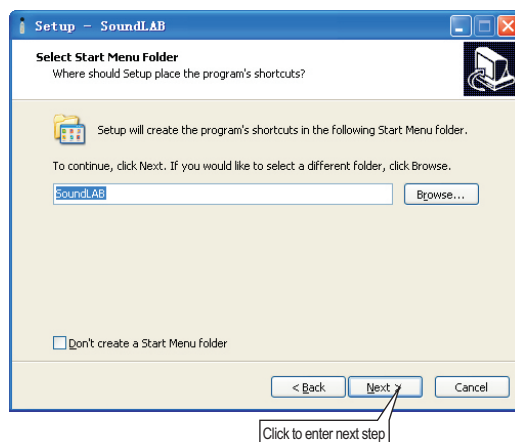 Setup - SoundLAB
Select Start Menu Folder
Where should Setup place the program's shortcuts?
Setup will create the program's shortcuts in the following Start Menu folder.
To continue, click Next. If you would like to select a different folder, click Browse.
SoundLAB
Browse...
Don't create a Start Menu folder
< Back
Next >
Cancel
Click to enter next step